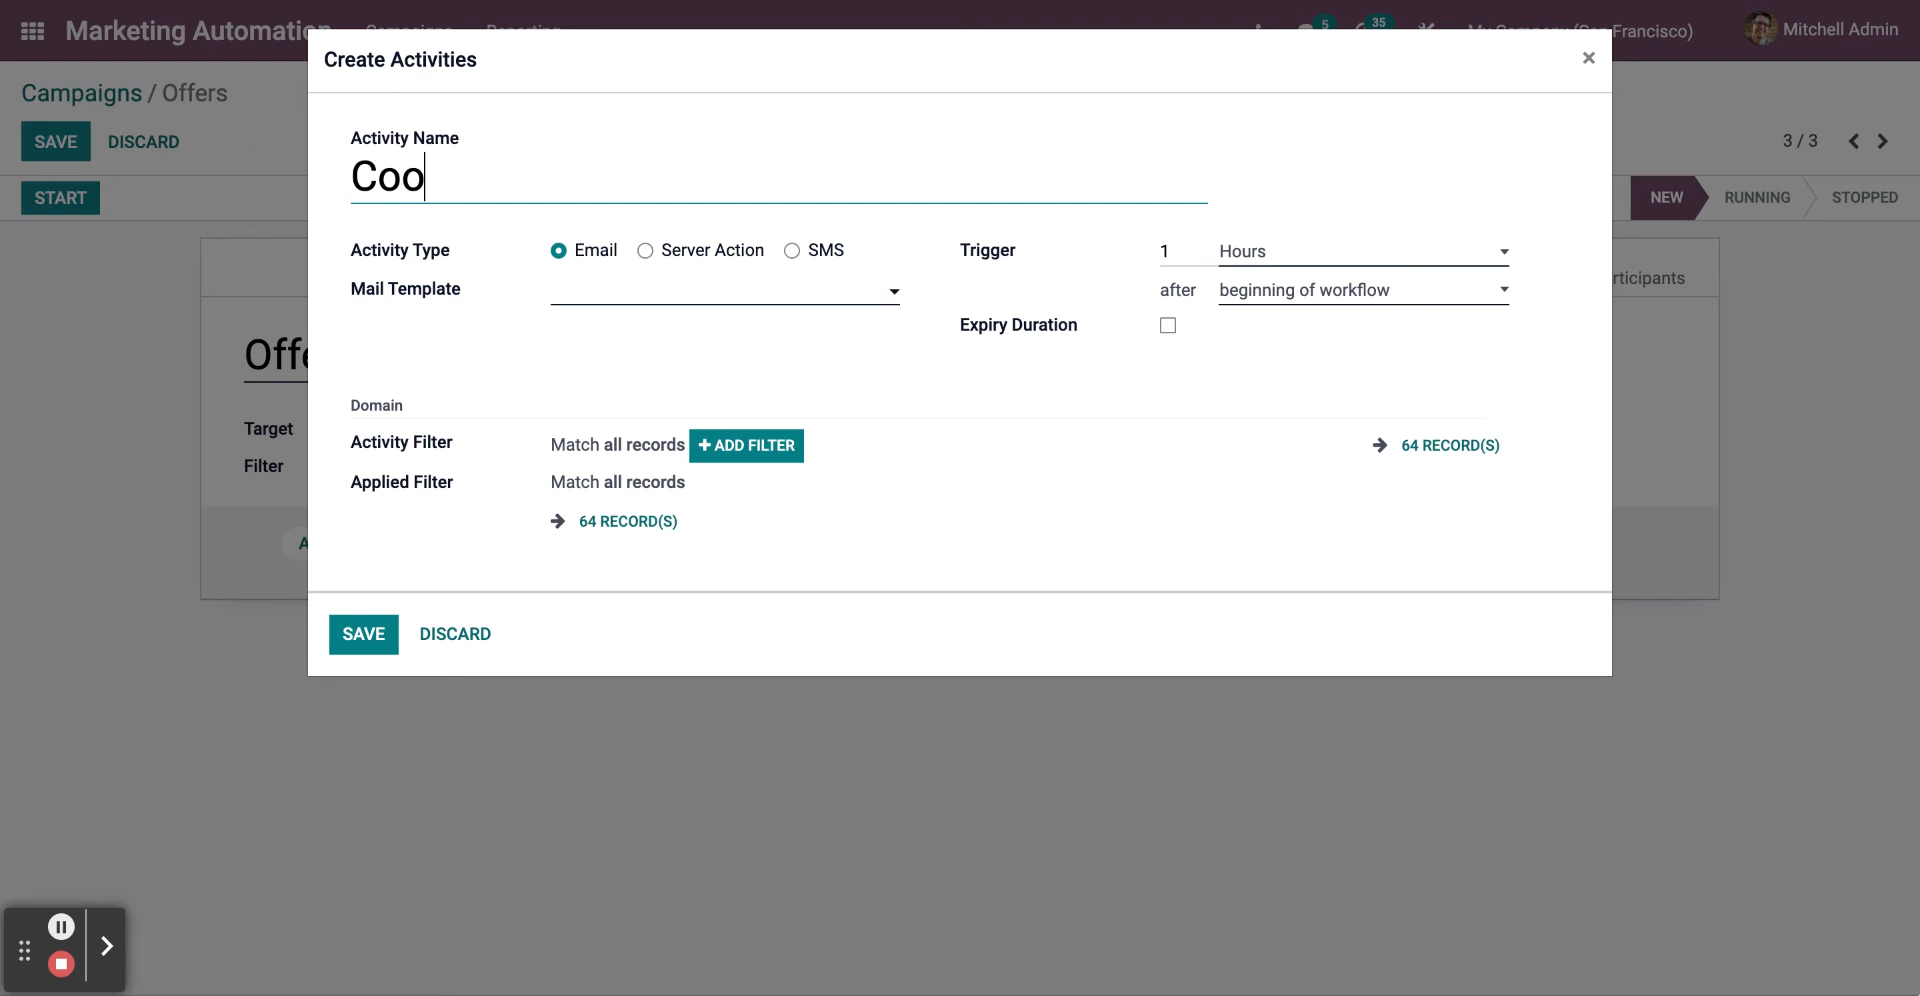 Marketing Automation
5
35
My Company (San Francisco)
Mitchell Admin
Create Activities
×
Campaigns / Offers
SAVE
DISCARD
3 / 3
START
NEW
RUNNING
STOPPED
Activity Name
Coo
Activity Type
Email
Server Action
SMS
Trigger
1
Hours
Mail Template
after
beginning of workflow
Expiry Duration
Offe
Target
Filter
rticipants
Domain
Activity Filter
Match all records
+ ADD FILTER
64 RECORD(S)
Applied Filter
Match all records
64 RECORD(S)
A
SAVE
DISCARD